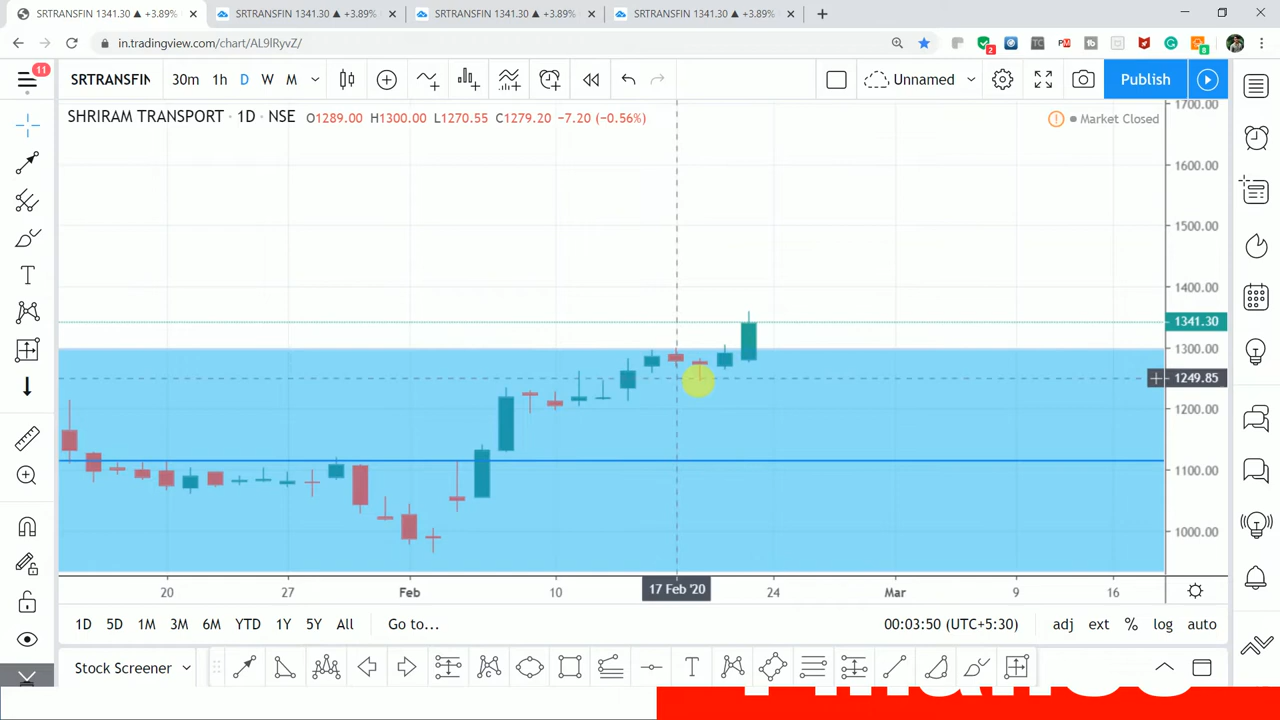 SRTRANSFIN 1341.30 ▲ +3.89%
SRTRANSFIN 1341.30 ▲ +3.89%
SRTRANSFIN 1341.30 ▲ +3.89%
SRTRANSFIN 1341.30 ▲ +3.89%
in.tradingview.com/chart/AL9lRyvZ/
2
TC
PM
8
11
SRTRANSFIN
30m
1h
D
W
M
Unnamed
Publish
SHRIRAM TRANSPORT · 1D · NSE
O1289.00 H1300.00 L1270.55 C1279.20 −7.20 (−0.56%)
Market Closed
1700.00
1600.00
1500.00
1400.00
1341.30
1300.00
1249.85
1200.00
1100.00
1000.00
20
27
Feb
10
17 Feb '20
24
Mar
9
16
1D
5D
1M
3M
6M
YTD
1Y
5Y
All
Go to...
00:03:50 (UTC+5:30)
adj
ext
%
log
auto
Stock Screener